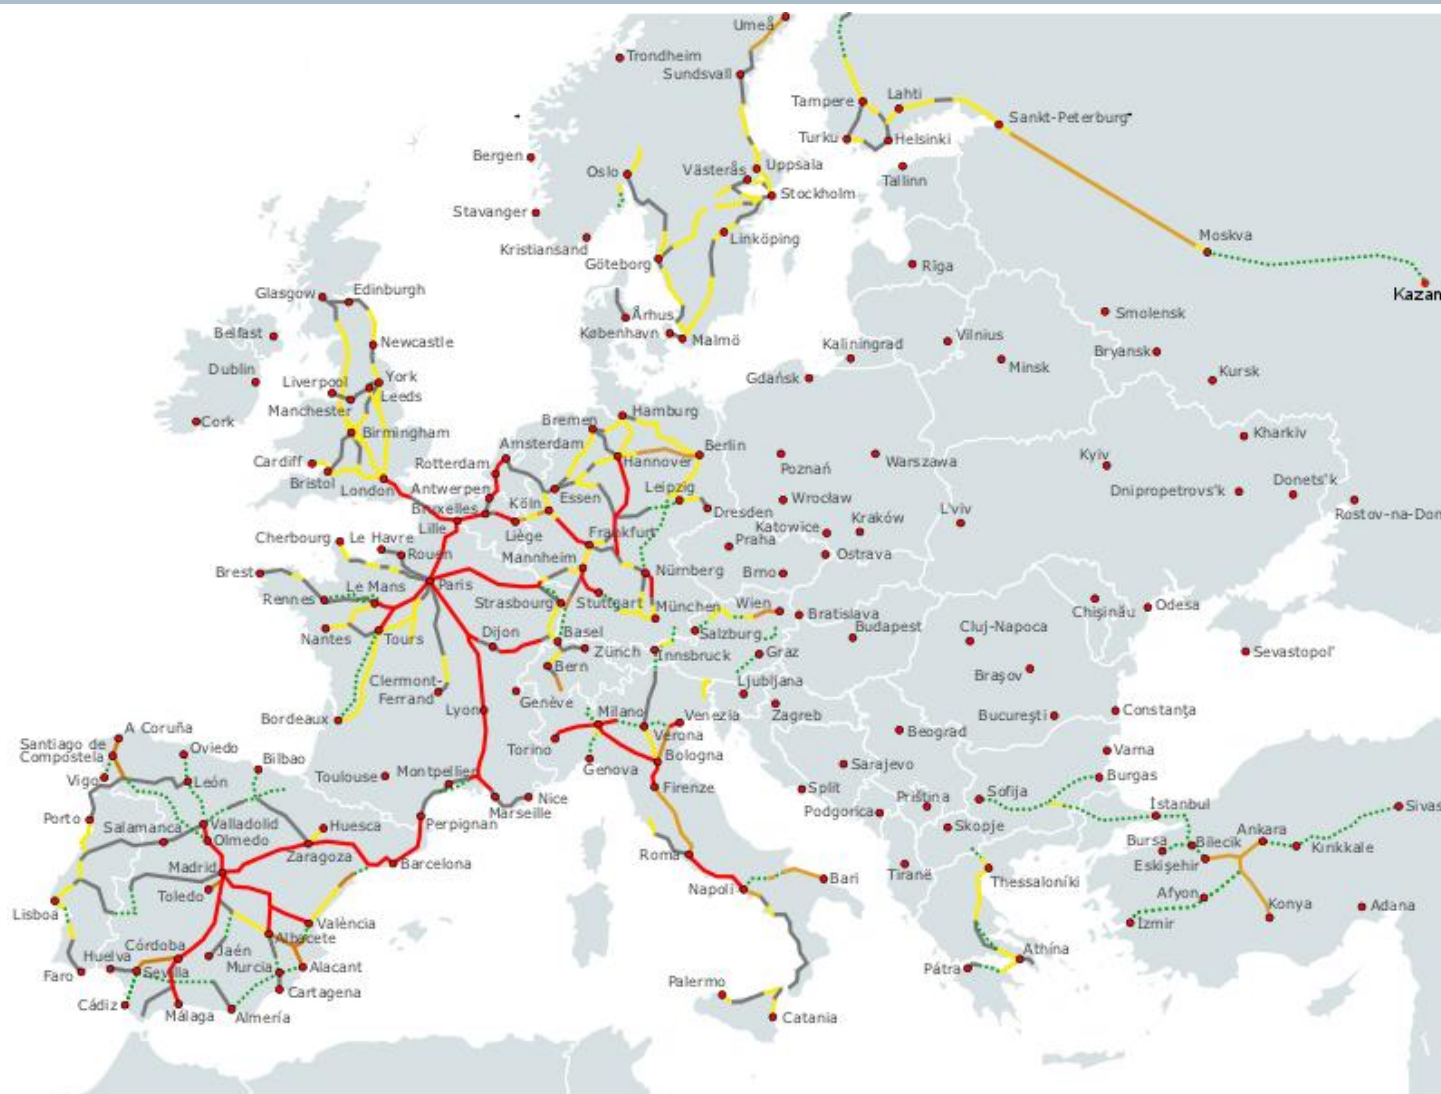 Umeå
Trondheim
Sundsvall
Tampere
Lahti
Sankt-Peterburg
Turku
Helsinki
Bergen
Oslo
Västerås
Uppsala
Tallinn
Stockholm
Stavanger
Kristiansand
Linköping
Göteborg
Moskva
Rīga
Kazan
Glasgow
Edinburgh
Århus
Smolensk
Belfast
København
Malmö
Newcastle
Kaliningrad
Vilnius
Bryansk
Minsk
Dublin
Liverpool
York
Leeds
Gdańsk
Kursk
Manchester
Cork
Bremen
Hamburg
Birmingham
Amsterdam
Berlin
Kharkiv
Cardiff
Rotterdam
Hannover
Poznań
Warszawa
Kyiv
Bristol
London
Antwerpen
Essen
Leipzig
Köln
Wrocław
Dnipropetrovs'k
Donets'k
Bruxelles
Lille
Liège
Dresden
Katowice
Kraków
L'viv
Rostov-na-Don
Cherbourg
Le Havre
Rouen
Frankfurt
Praha
Ostrava
Mannheim
Brest
Le Mans
Paris
Nürnberg
Brno
Rennes
Strasbourg
Stuttgart
München
Wien
Bratislava
Chişinău
Odesa
Nantes
Tours
Dijon
Basel
Salzburg
Budapest
Cluj-Napoca
Zürich
Innsbruck
Graz
Sevastopol'
Bern
Clermont-
Ferrand
Genève
Ljubljana
Braşov
Bordeaux
Lyon
Milano
Venezia
Zagreb
Bucureşti
Constanţa
A Coruña
Santiago de
Compostela
Oviedo
Bilbao
Torino
Verona
Beograd
Bologna
Varna
Vigo
León
Toulouse
Montpellier
Genova
Sarajevo
Burgas
Nice
Marseille
Firenze
Split
Priština
Sofija
İstanbul
Sivas
Porto
Salamanca
Valladolid
Olmedo
Huesca
Perpignan
Podgorica
Skopje
Bursa
Bilecik
Ankara
Kırıkkale
Madrid
Zaragoza
Barcelona
Roma
Tiranë
Eskişehir
Toledo
Napoli
Bari
Thessaloníki
Afyon
Lisboa
València
Konya
Adana
İzmir
Córdoba
Albacete
Huelva
Jaén
Athína
Faro
Sevilla
Murcia
Alacant
Pátra
Cádiz
Cartagena
Palermo
Málaga
Almería
Catania